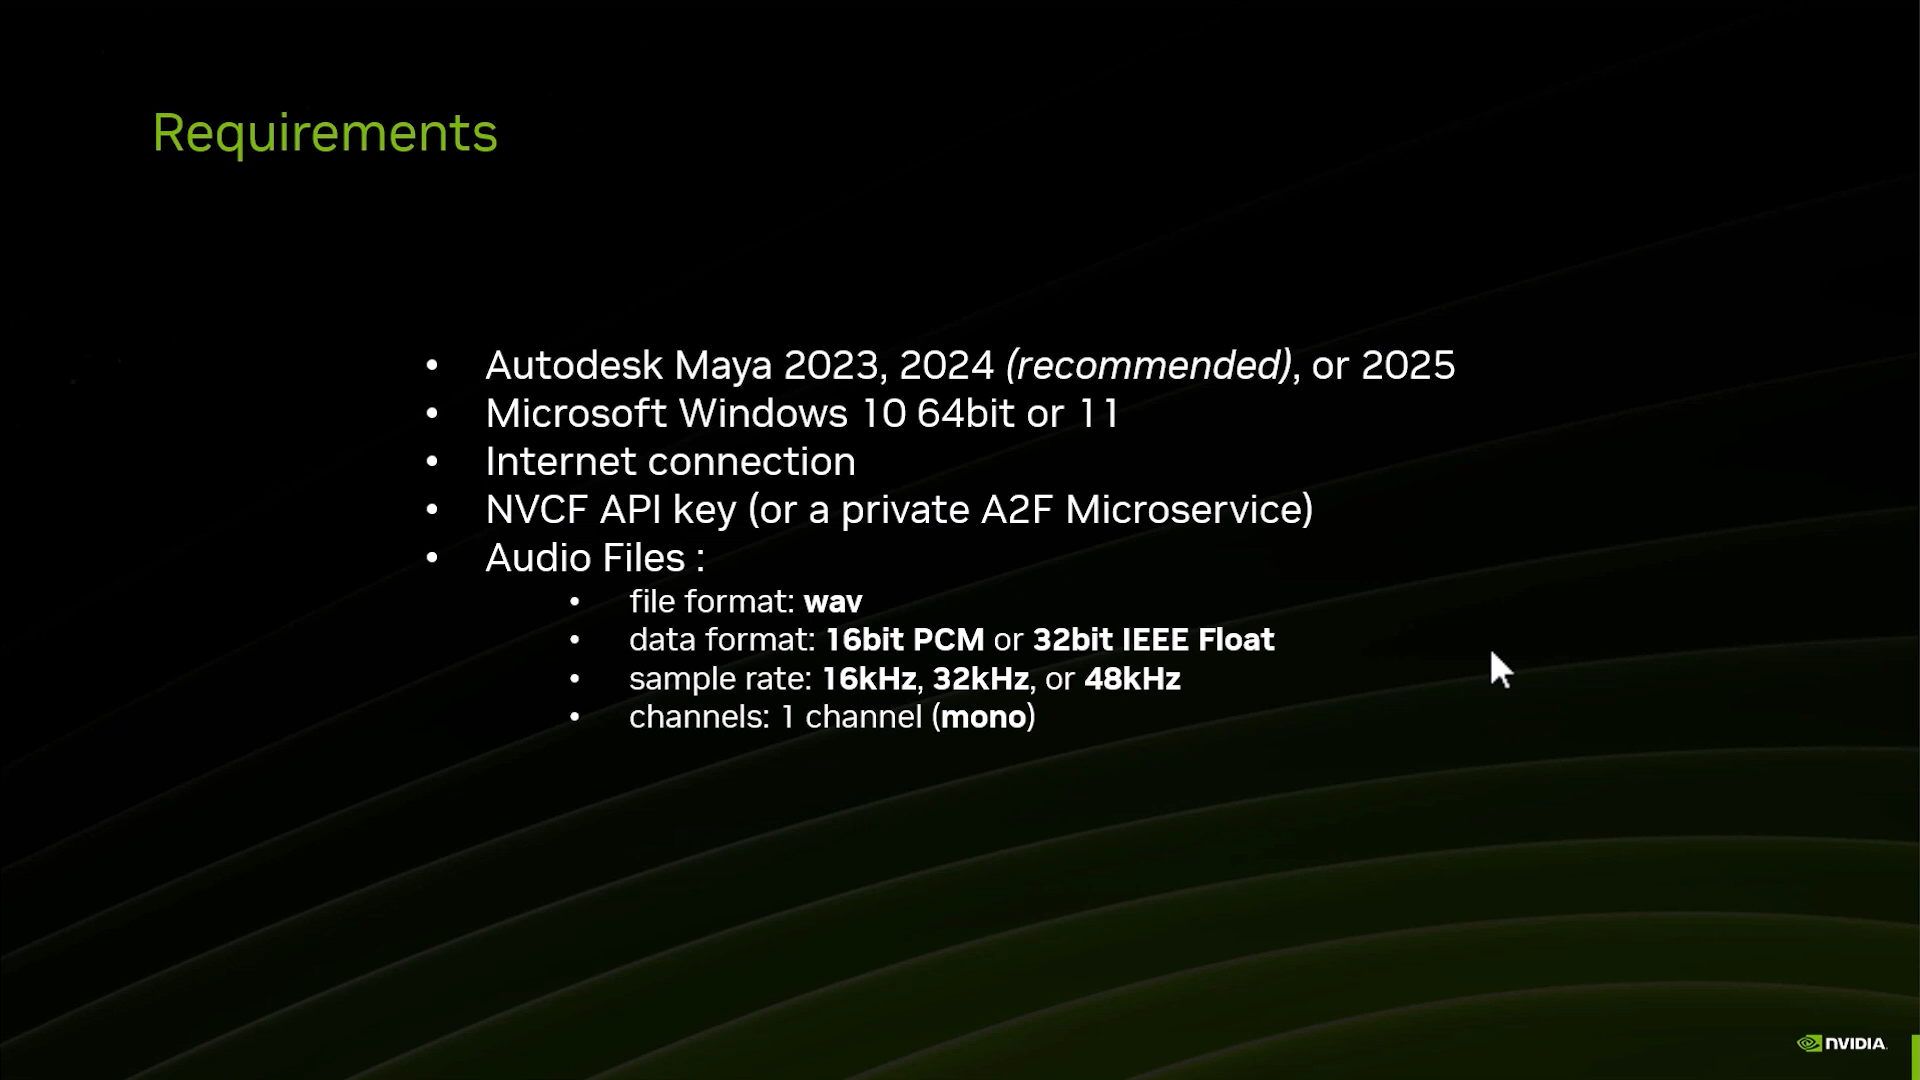 Requirements
• Autodesk Maya 2023, 2024 (recommended), or 2025
• Microsoft Windows 10 64bit or 11
• Internet connection
• NVCF API key (or a private A2F Microservice)
• Audio Files :
• file format: wav
• data format: 16bit PCM or 32bit IEEE Float
• sample rate: 16kHz, 32kHz, or 48kHz
• channels: 1 channel (mono)
NVIDIA